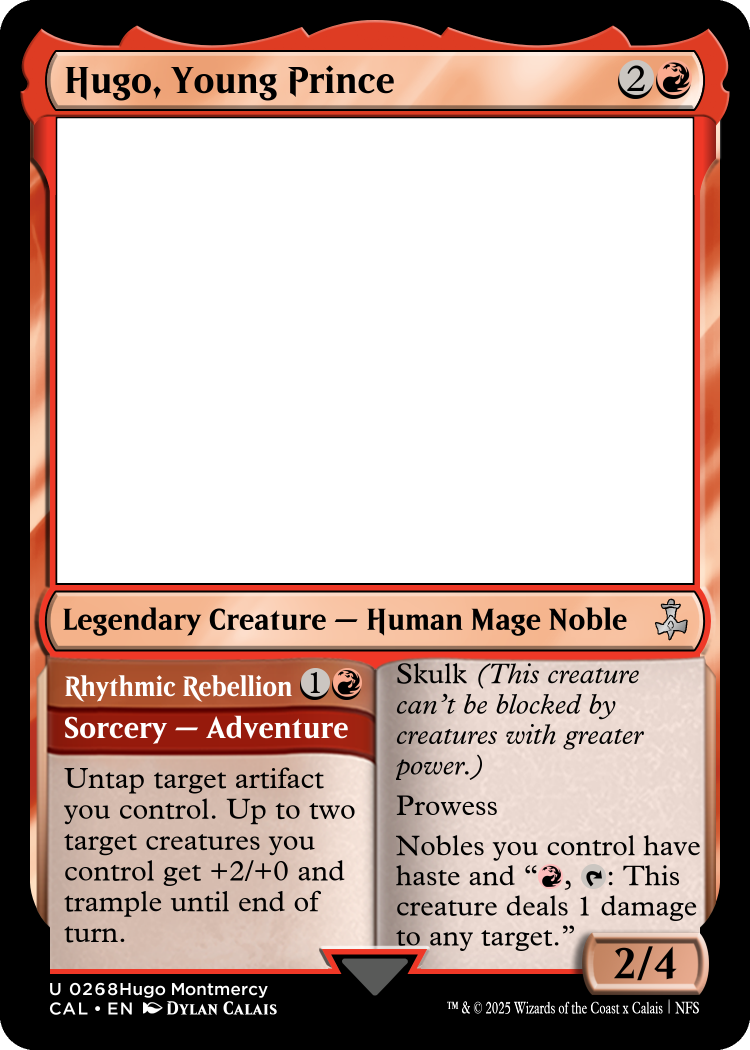 Hugo, Young Prince 2
Legendary Creature — Human Mage Noble
Rhythmic Rebellion 1
Sorcery — Adventure
Untap target artifact
you control. Up to two
target creatures you
control get +2/+0 and
trample until end of
turn.
Skulk (This creature
can't be blocked by
creatures with greater
power.)
Prowess
Nobles you control have
haste and “ , : This
creature deals 1 damage
to any target.”
2/4
U 0268Hugo Montmercy
CAL • EN Dylan Calais
™ & © 2025 Wizards of the Coast x Calais | NFS